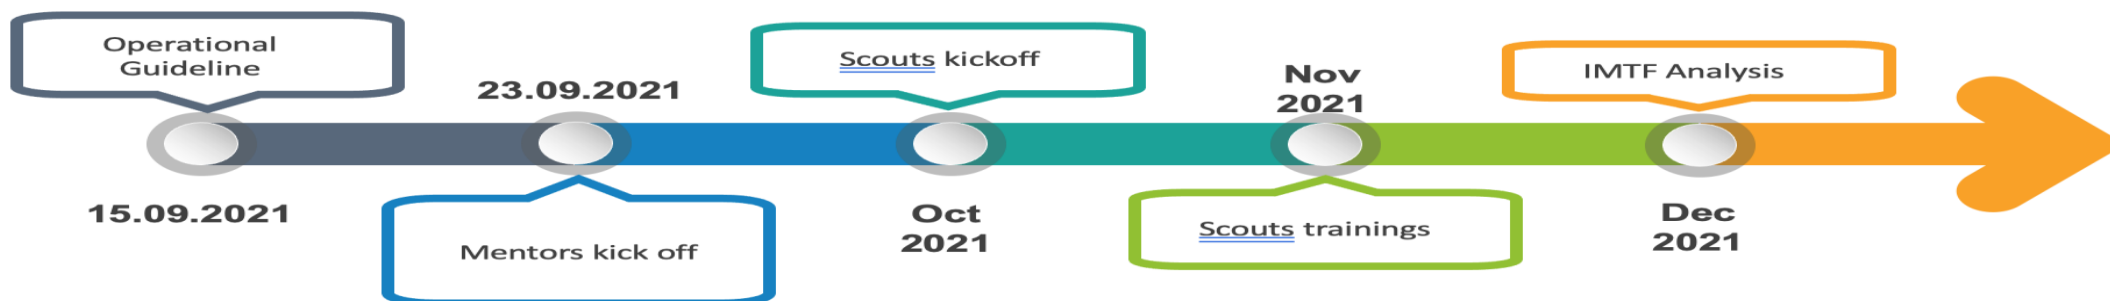 Operational
Guideline
15.09.2021
23.09.2021
Mentors kick off
Scouts kickoff
Oct
2021
Nov
2021
Scouts trainings
IMTF Analysis
Dec
2021